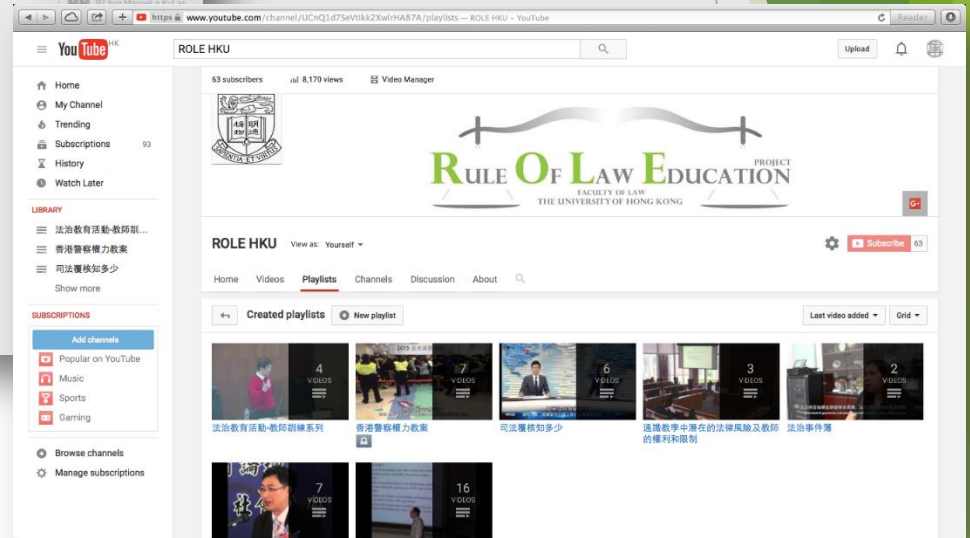 https www.youtube.com/channel/UCnQ1d7SeVtlkk2XwlrHA87A/playlists — ROLE HKU – YouTube
Reader
YouTube HK
ROLE HKU
Upload
63 subscribers 8,170 views Video Manager
Home
My Channel
Trending
Subscriptions 93
History
Watch Later
LIBRARY
法治教育活動-教師訓...
香港警察權力教案
司法覆核知多少
Show more
SUBSCRIPTIONS
Add channels
Popular on YouTube
Music
Sports
Gaming
Browse channels
Manage subscriptions
SAPIENTIA ET VIRTUS
RULE OF LAW EDUCATION PROJECT
FACULTY OF LAW
THE UNIVERSITY OF HONG KONG
G+
ROLE HKU View as: Yourself
Subscribe 63
Home Videos Playlists Channels Discussion About
Created playlists New playlist
Last video added Grid
4 VIDEOS
7 VIDEOS
6 VIDEOS
3 VIDEOS
2 VIDEOS
法治教育活動-教師訓練系列
香港警察權力教案
司法覆核知多少
通識教學中潛在的法律風險及教師的權利和限制
法治事件簿
7 VIDEOS
16 VIDEOS